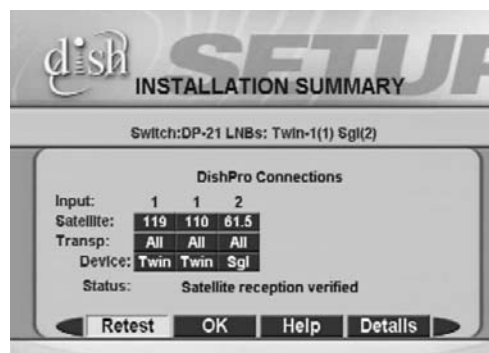 dish
SETUP
INSTALLATION SUMMARY
Switch:DP-21 LNBs: Twin-1(1) Sgl(2)
DishPro Connections
Input: 1 1 2
Satellite: 119 110 61.5
Transp: All All All
Device: Twin Twin Sgl
Status: Satellite reception verified
Retest OK Help Details